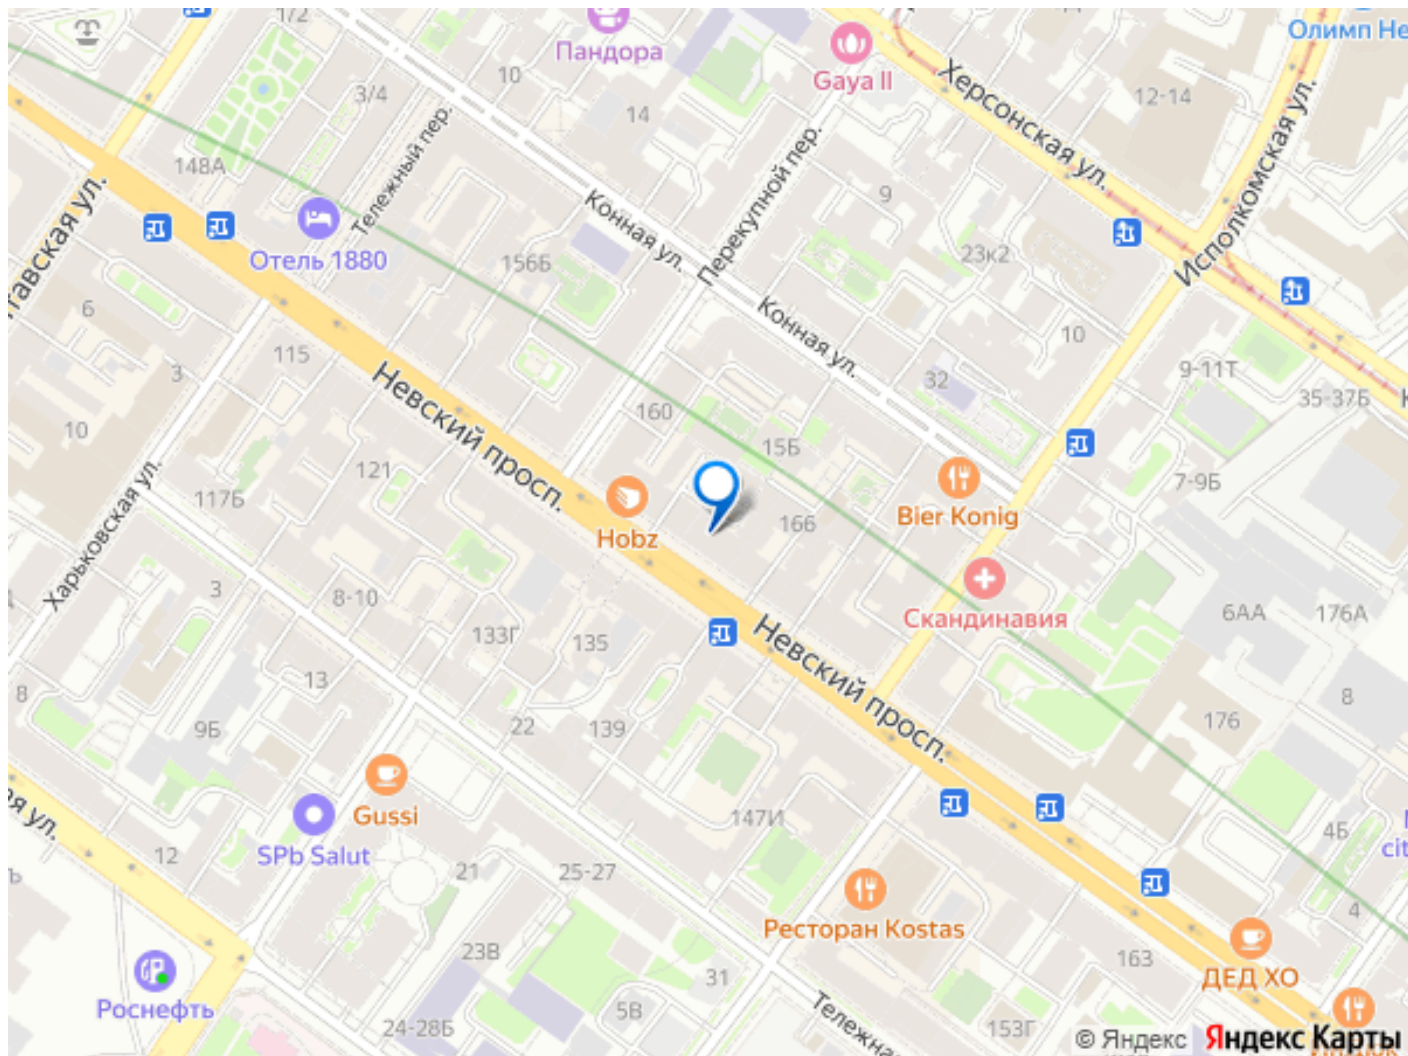 1/2
Пандора
Олимп Не
Gaya II
10
3/4
14
12-14
Херсонская ул.
148А
Тележный пер.
Перекупной пер.
9
Исполкомская ул.
тавская ул.
Конная ул.
23к2
Отель 1880
156Б
6
Конная ул.
10
115
3
Невский просп.
32
9-11Т
35-37Б
К
160
10
15Б
121
7-9Б
117Б
Харьковская ул.
Hobz
166
Bier Konig
3
8-10
Скандинавия
6АА
176А
133Г
135
Невский просп.
13
8
8
9Б
22
139
176
Gussi
147И
4Б
cit
ая ул.
SPb Salut
12
21
25-27
4
Ресторан Kostas
23В
31
163
ДЕД ХО
Роснефть
5В
Тележна
24-28Б
153Г
© Яндекс Яндекс Карты